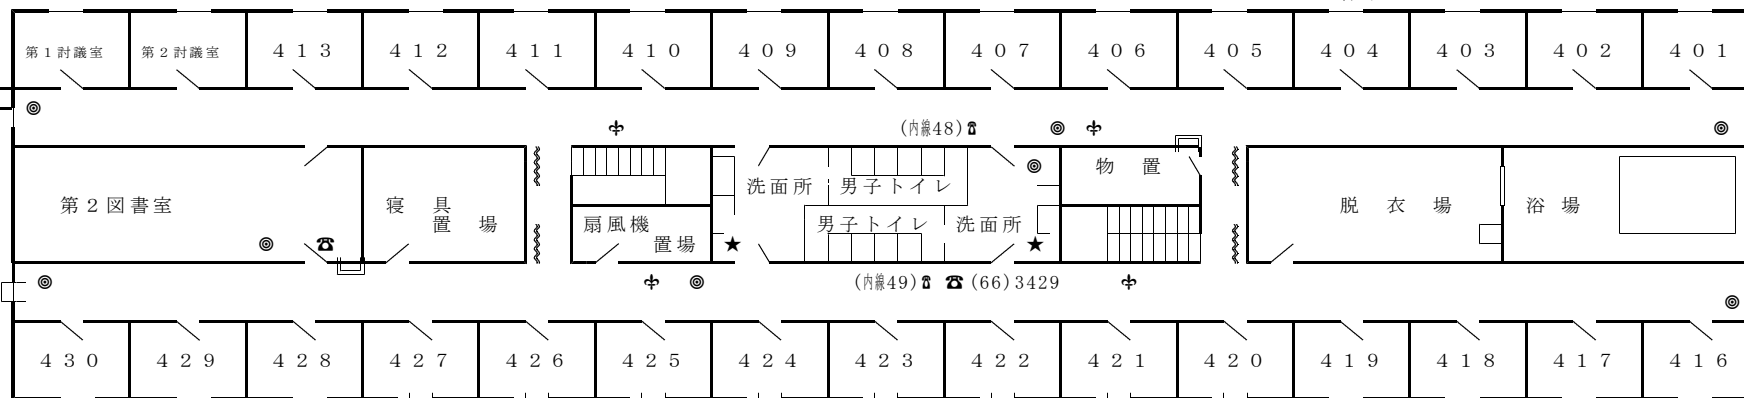 第１討議室 第２討議室 ４１３ ４１２ ４１１ ４１０ ４０９ ４０８ ４０７ ４０６ ４０５ ４０４ ４０３ ４０２ ４０１
(内線48)
物置
洗面所 男子トイレ
第２図書室 寝具置場 脱衣場 浴場
扇風機置場 男子トイレ 洗面所
(内線49) (66)3429
４３０ ４２９ ４２８ ４２７ ４２６ ４２５ ４２４ ４２３ ４２２ ４２１ ４２０ ４１９ ４１８ ４１７ ４１６